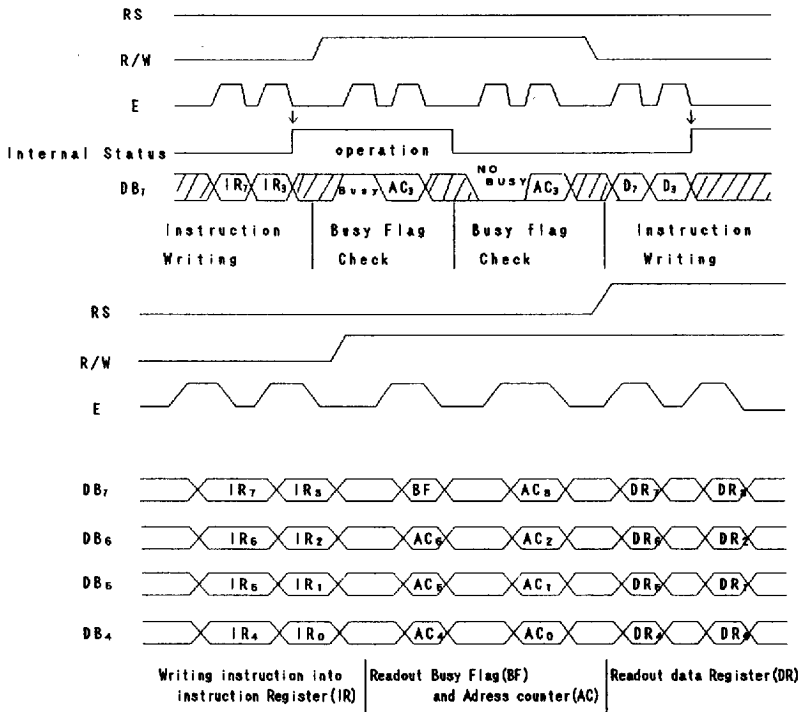 RS
R/W
E
Internal Status operation
DB₇ IR₇ IR₃ BUSY AC₃ NO BUSY AC₃ D₇ D₃
Instruction Writing
Busy Flag Check
Busy flag Check
Instruction Writing
RS
R/W
E
DB₇ IR₇ IR₃ BF AC₃ DR₇ DR₃
DB₆ IR₆ IR₂ AC₆ AC₂ DR₆ DR₂
DB₅ IR₅ IR₁ AC₅ AC₁ DR₅ DR₁
DB₄ IR₄ IR₀ AC₄ AC₀ DR₄ DR₀
Writing instruction into
instruction Register(IR)
Readout Busy Flag(BF)
and Adress counter(AC)
Readout data Register(DR)